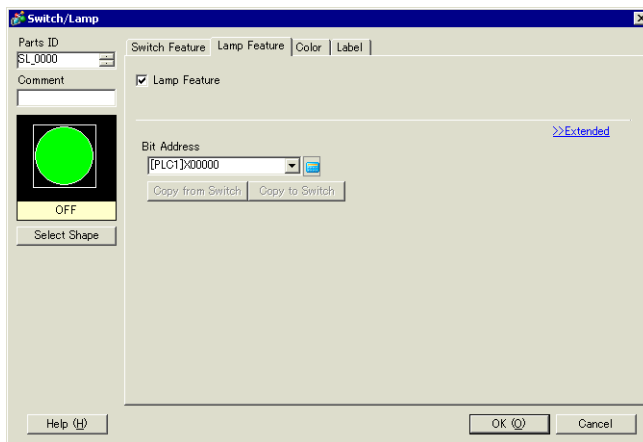 Switch/Lamp
Parts ID
SL_0000
Comment
OFF
Select Shape
Switch Feature Lamp Feature Color Label
Lamp Feature
>>Extended
Bit Address
[PLC1]X00000
Copy from Switch Copy to Switch
Help (H) OK (O) Cancel